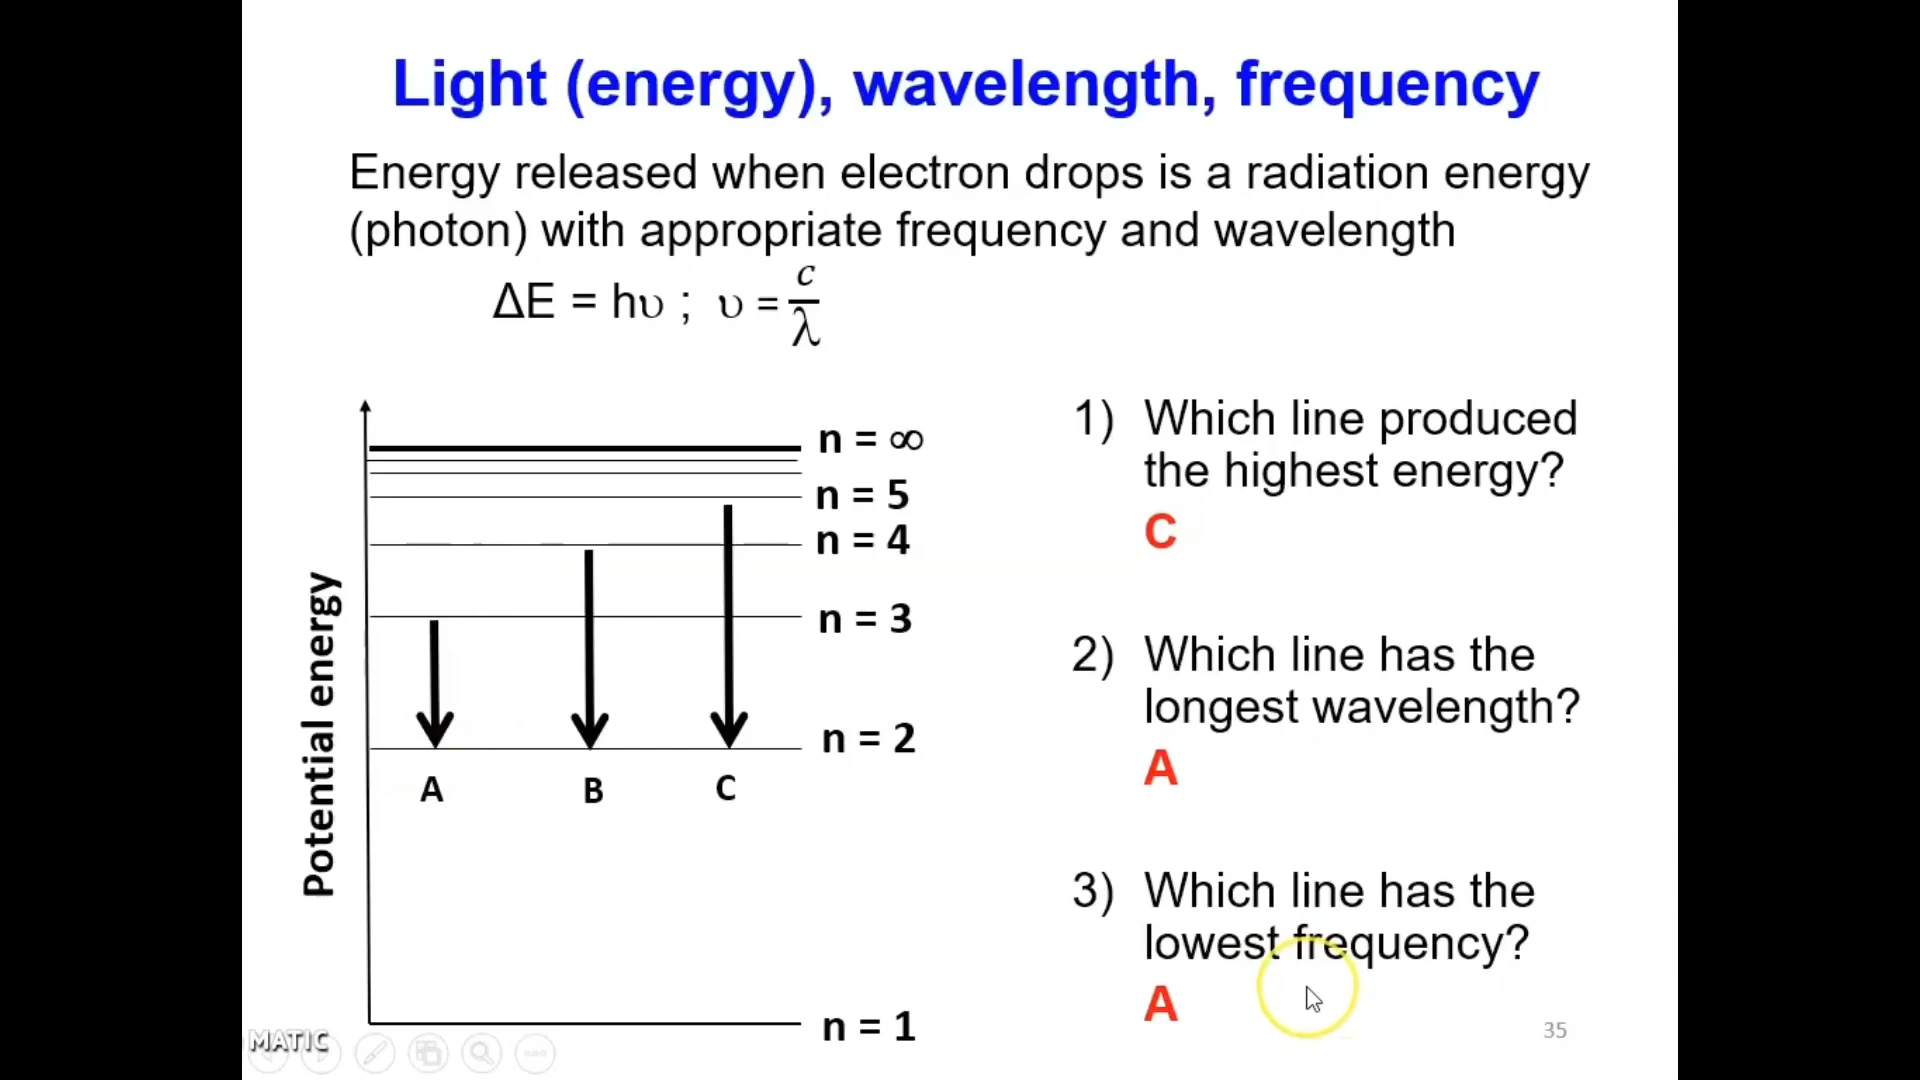 Light (energy), wavelength, frequency
Energy released when electron drops is a radiation energy
(photon) with appropriate frequency and wavelength
ΔE = hυ ; υ = c/λ
Potential energy
n = ∞
n = 5
n = 4
n = 3
n = 2
A B C
n = 1
1) Which line produced
the highest energy?
C
2) Which line has the
longest wavelength?
A
3) Which line has the
lowest frequency?
A
MATIC
35